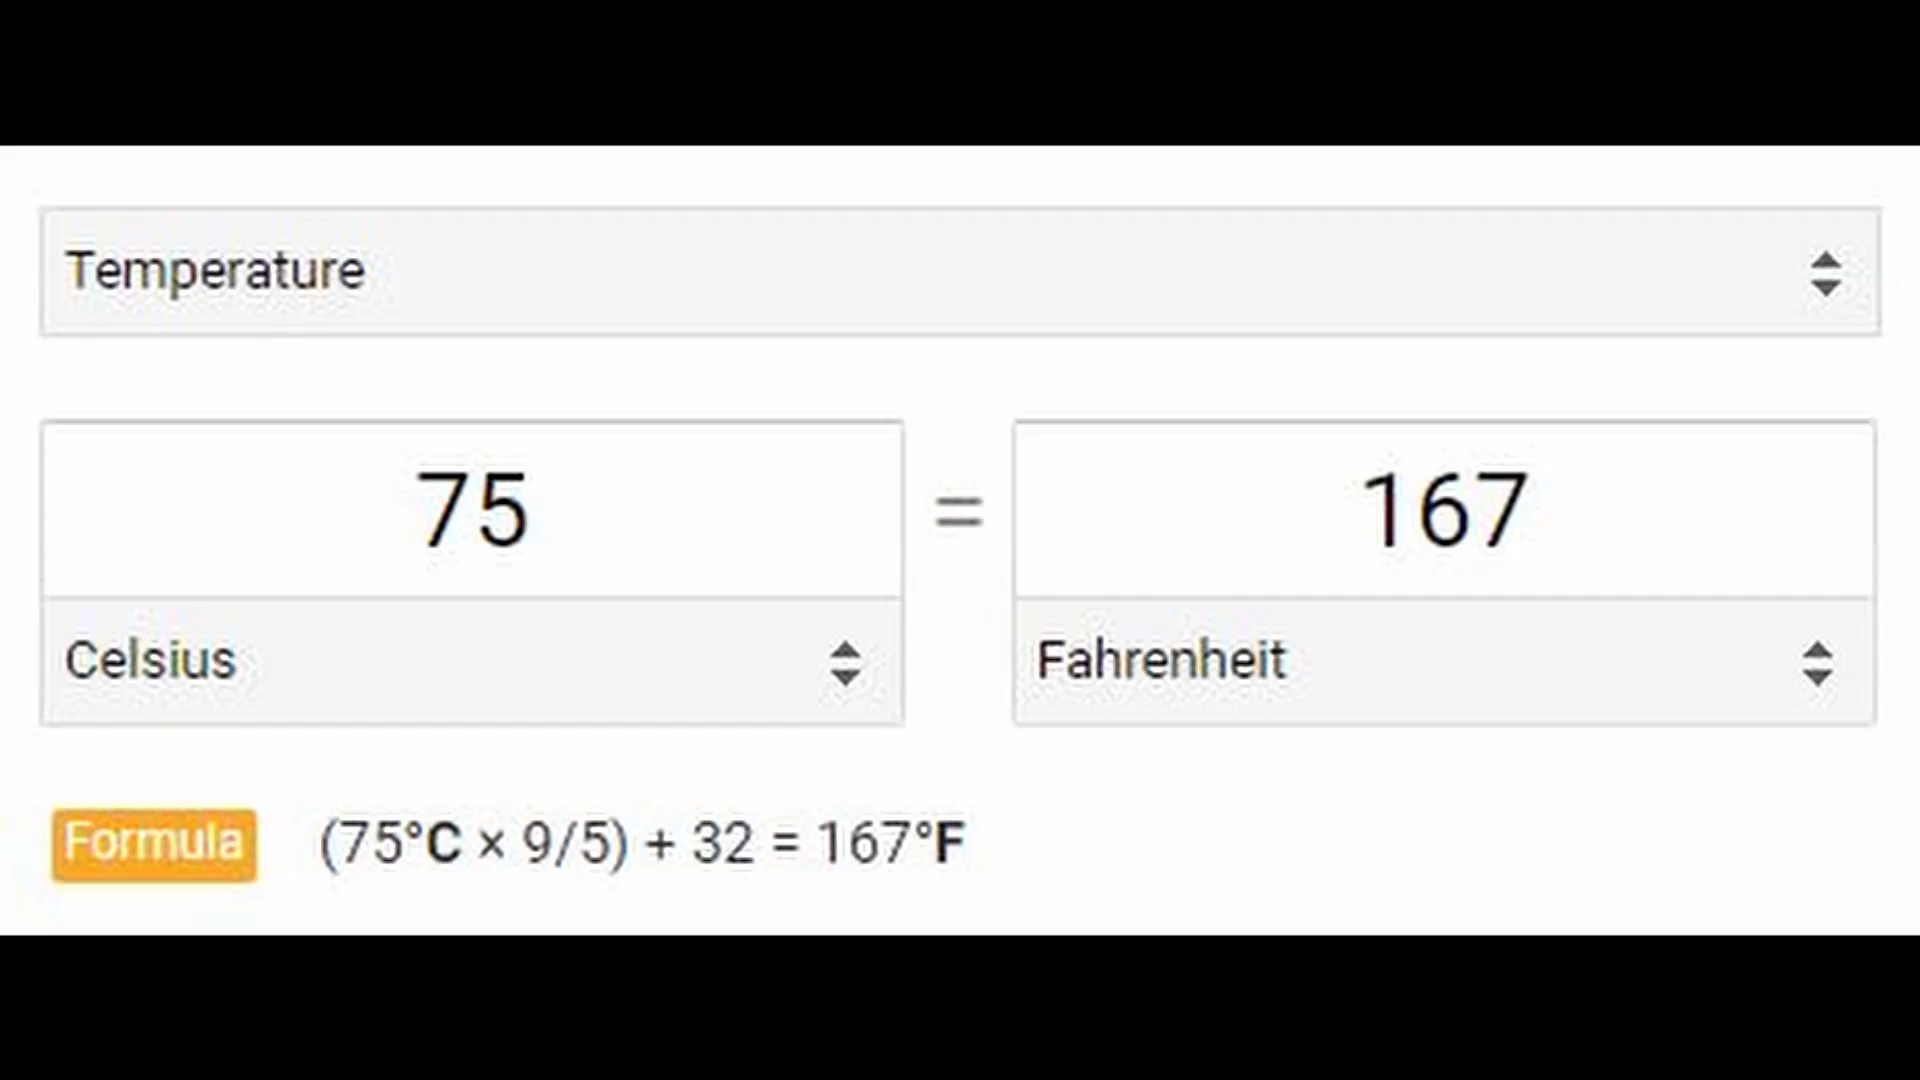 Temperature
75 = 167
Celsius Fahrenheit
Formula (75°C × 9/5) + 32 = 167°F